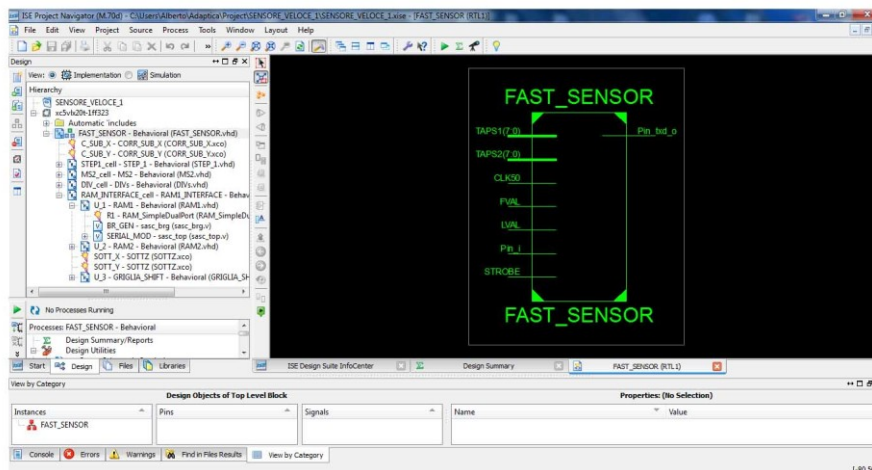 ISE Project Navigator (M.70d) - C:\Users\Alberto\Adaptica\Project\SENSORE_VELOCE_1\SENSORE_VELOCE_1.xise - [FAST_SENSOR (RTL1)]
File Edit View Project Source Process Tools Window Layout Help
Design
View: Implementation Simulation
Hierarchy
SENSORE_VELOCE_1
xc5vlx20t-1ff323
Automatic `includes
FAST_SENSOR - Behavioral (FAST_SENSOR.vhd)
C_SUB_X - CORR_SUB_X (CORR_SUB_X.xco)
C_SUB_Y - CORR_SUB_Y (CORR_SUB_Y.xco)
STEP1_cell - STEP_1 - Behavioral (STEP_1.vhd)
MS2_cell - MS2 - Behavioral (MS2.vhd)
DIV_cell - DIVs - Behavioral (DIVs.vhd)
RAM_INTERFACE_cell - RAM1_INTERFACE - Behav
U_1 - RAM1 - Behavioral (RAM1.vhd)
R1 - RAM_SimpleDualPort (RAM_SimpleDu
BR_GEN - sasc_brg (sasc_brg.v)
SERIAL_MOD - sasc_top (sasc_top.v)
U_2 - RAM2 - Behavioral (RAM2.vhd)
SOTT_X - SOTTZ (SOTTZ.xco)
SOTT_Y - SOTTZ (SOTTZ.xco)
U_3 - GRIGLIA_SHIFT - Behavioral (GRIGLIA_SH
No Processes Running
Processes: FAST_SENSOR - Behavioral
Design Summary/Reports
Design Utilities
Start Design Files Libraries
FAST_SENSOR
TAPS1(7:0)
Pin_txd_o
TAPS2(7:0)
CLK50
FVAL
LVAL
Pin_i
STROBE
FAST_SENSOR
ISE Design Suite InfoCenter Design Summary FAST_SENSOR (RTL1)
View by Category
Design Objects of Top Level Block Properties: (No Selection)
Instances Pins Signals Name Value
FAST_SENSOR
Console Errors Warnings Find in Files Results View by Category